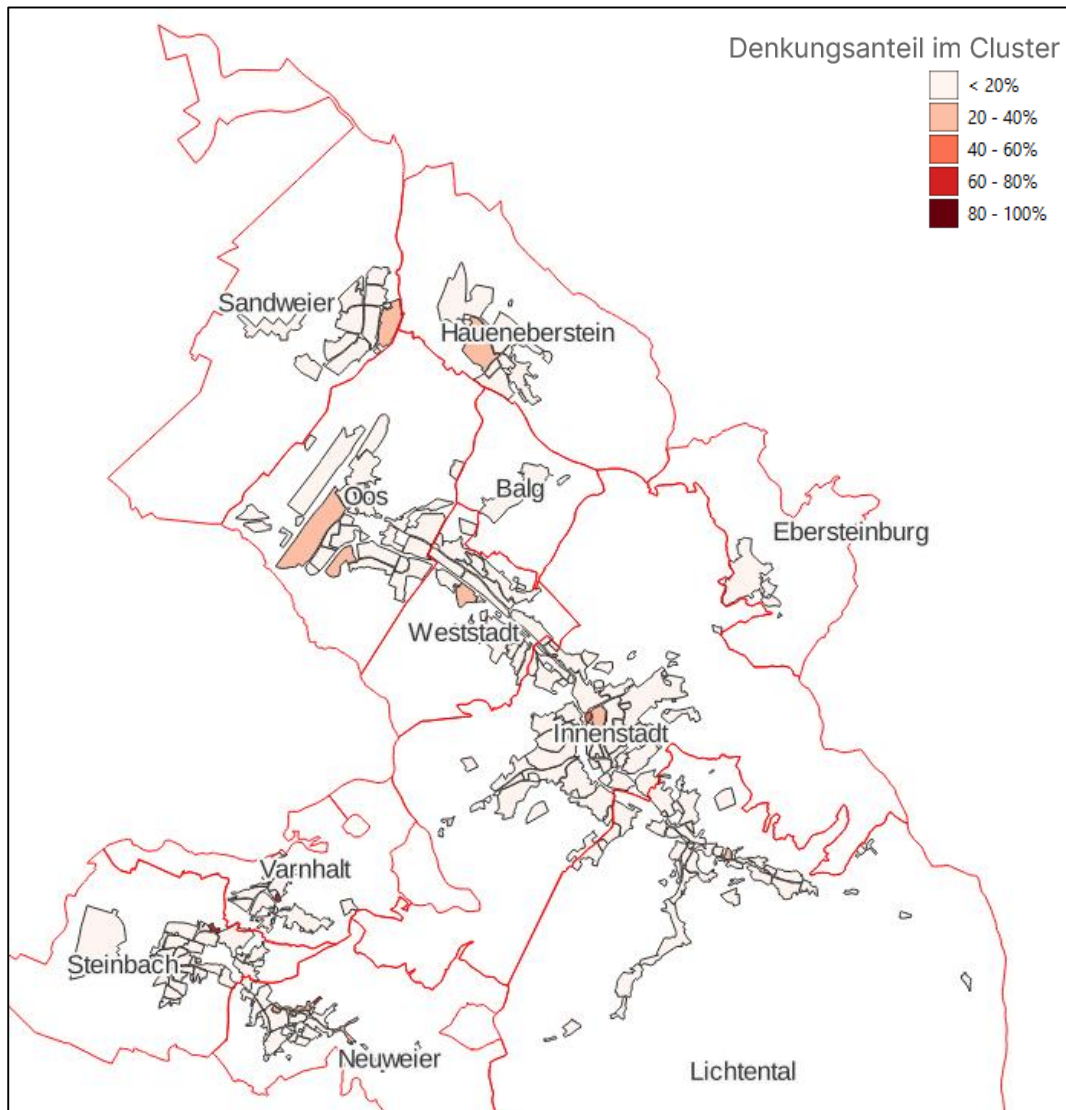 Denkungsanteil im Cluster
< 20%
20 - 40%
40 - 60%
60 - 80%
80 - 100%
Sandweier
Haueneberstein
Oos
Balg
Ebersteinburg
Weststadt
Innenstadt
Varnhalt
Steinbach
Neuweier
Lichtental